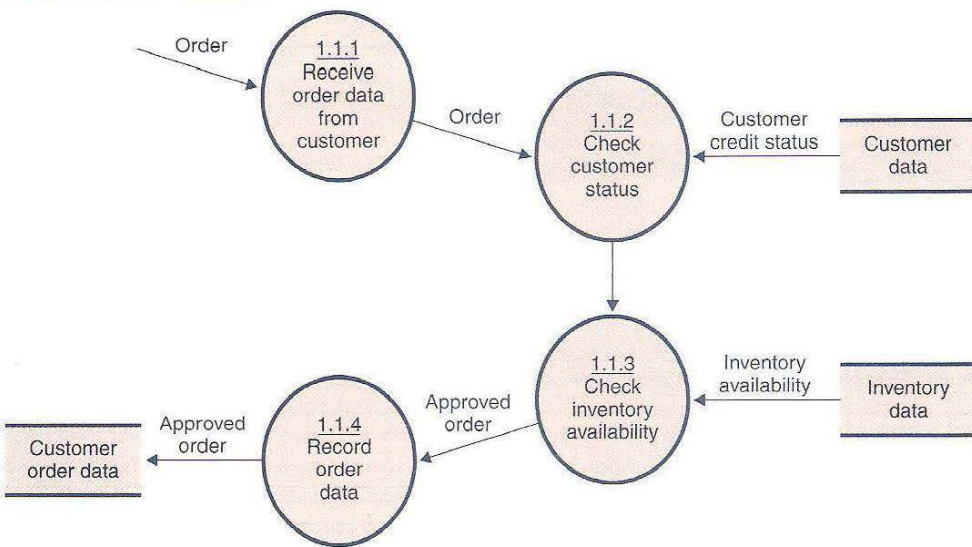 Order
1.1.1
Receive
order data
from
customer
Order
1.1.2
Check
customer
status
Customer
credit status
Customer
data
1.1.3
Check
inventory
availability
Inventory
availability
Inventory
data
Approved
order
1.1.4
Record
order
data
Approved
order
Customer
order data